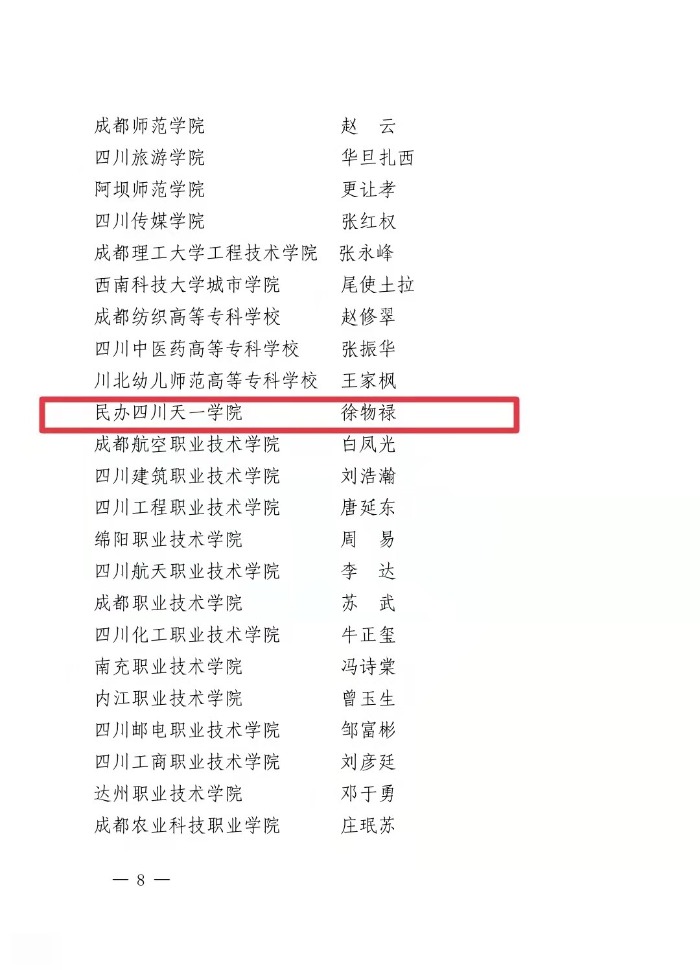 成都师范学院 赵 云
四川旅游学院 华旦扎西
阿坝师范学院 更让孝
四川传媒学院 张红权
成都理工大学工程技术学院 张永峰
西南科技大学城市学院 尾使土拉
成都纺织高等专科学校 赵修翠
四川中医药高等专科学校 张振华
川北幼儿师范高等专科学校 王家枫
民办四川天一学院 徐物禄
成都航空职业技术学院 白凤光
四川建筑职业技术学院 刘浩瀚
四川工程职业技术学院 唐延东
绵阳职业技术学院 周 易
四川航天职业技术学院 李 达
成都职业技术学院 苏 武
四川化工职业技术学院 牛正玺
南充职业技术学院 冯诗棠
内江职业技术学院 曾玉生
四川邮电职业技术学院 邹富彬
四川工商职业技术学院 刘彦廷
达州职业技术学院 邓于勇
成都农业科技职业学院 庄珉苏
— 8 —